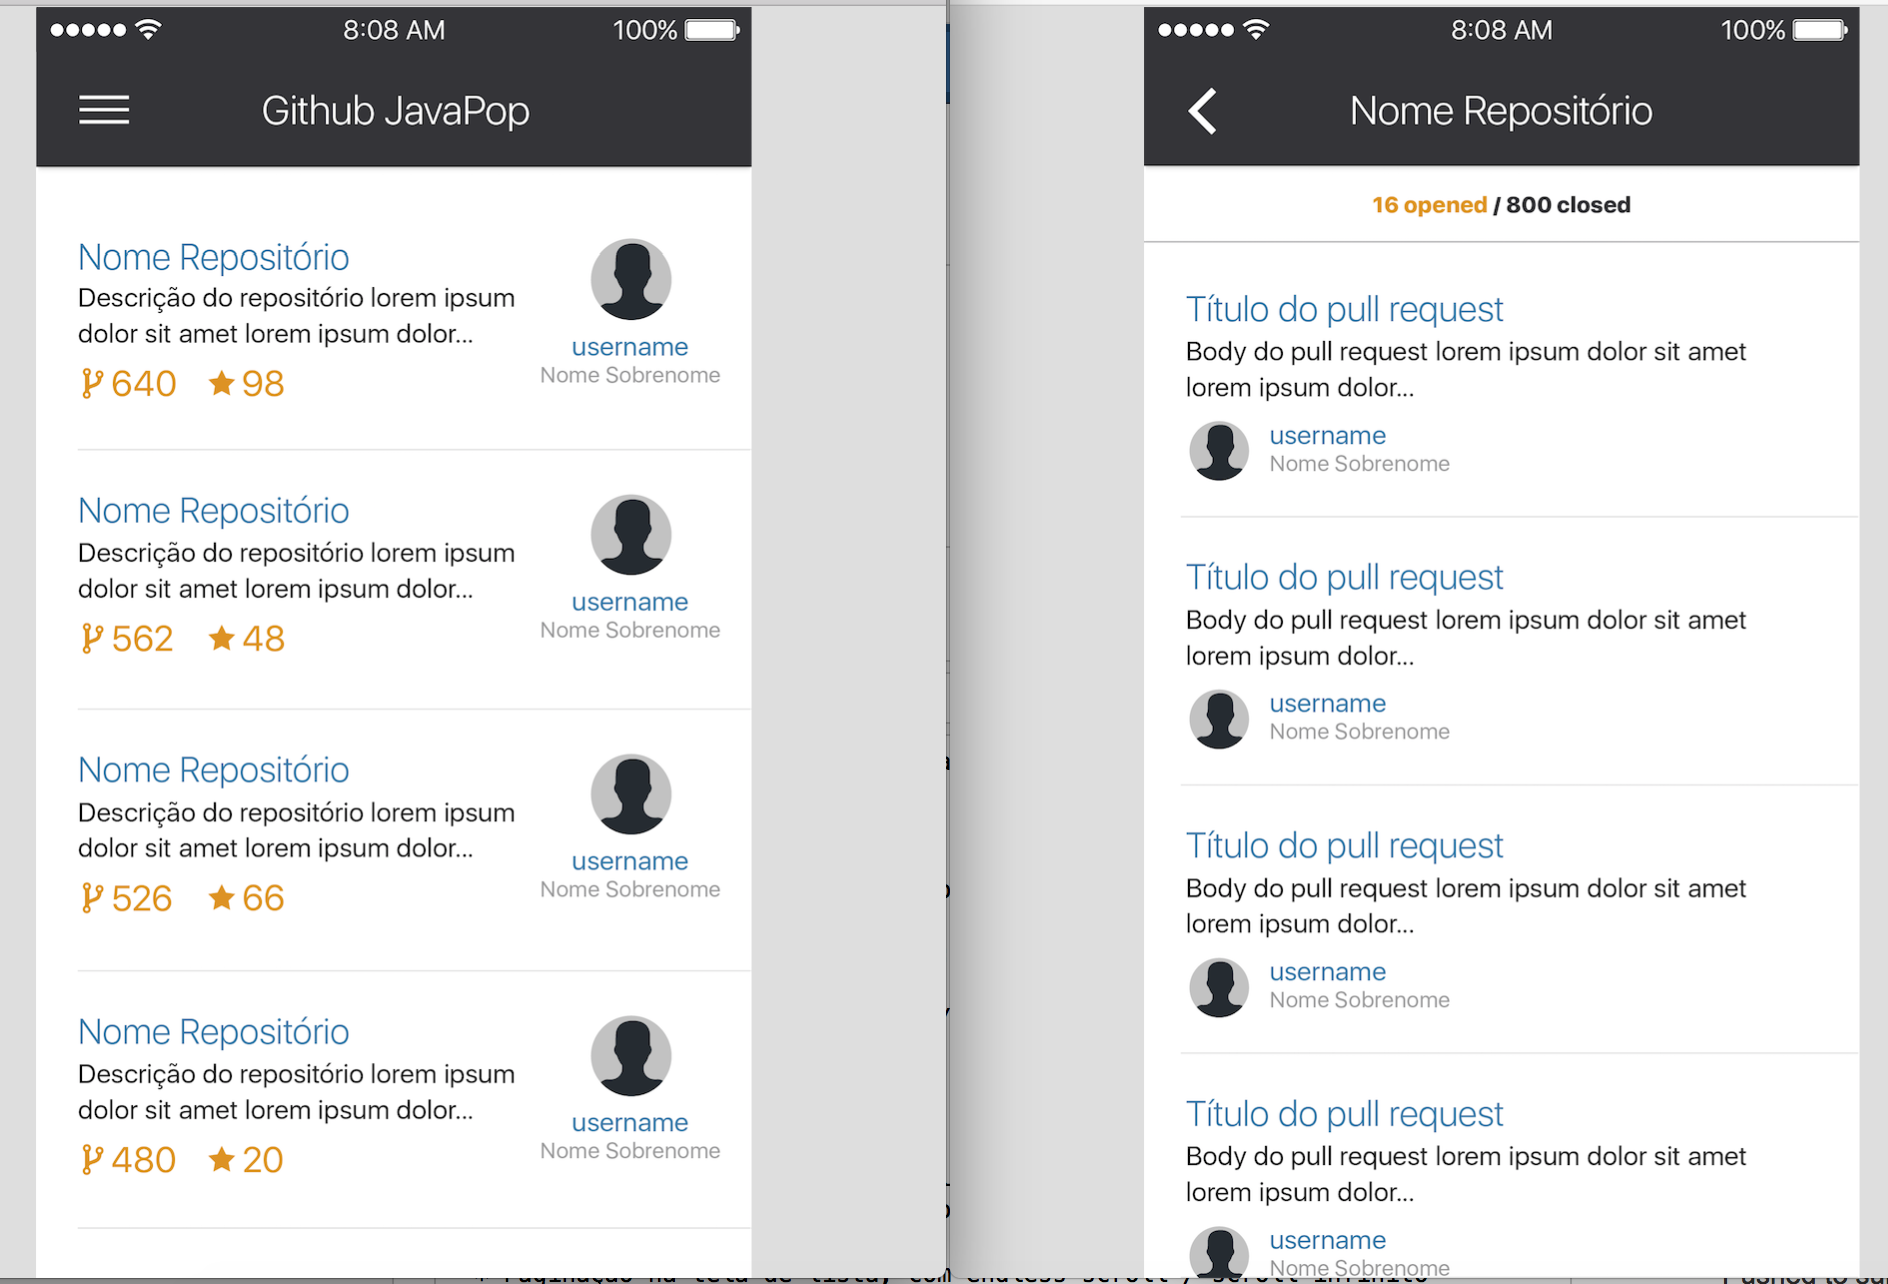 8:08 AM 100%
Github JavaPop
Nome Repositório
Descrição do repositório lorem ipsum
dolor sit amet lorem ipsum dolor...
640 98
username
Nome Sobrenome
Nome Repositório
Descrição do repositório lorem ipsum
dolor sit amet lorem ipsum dolor...
562 48
username
Nome Sobrenome
Nome Repositório
Descrição do repositório lorem ipsum
dolor sit amet lorem ipsum dolor...
526 66
username
Nome Sobrenome
Nome Repositório
Descrição do repositório lorem ipsum
dolor sit amet lorem ipsum dolor...
480 20
username
Nome Sobrenome
8:08 AM 100%
Nome Repositório
16 opened / 800 closed
Título do pull request
Body do pull request lorem ipsum dolor sit amet
lorem ipsum dolor...
username
Nome Sobrenome
Título do pull request
Body do pull request lorem ipsum dolor sit amet
lorem ipsum dolor...
username
Nome Sobrenome
Título do pull request
Body do pull request lorem ipsum dolor sit amet
lorem ipsum dolor...
username
Nome Sobrenome
Título do pull request
Body do pull request lorem ipsum dolor sit amet
lorem ipsum dolor...
username
Nome Sobrenome